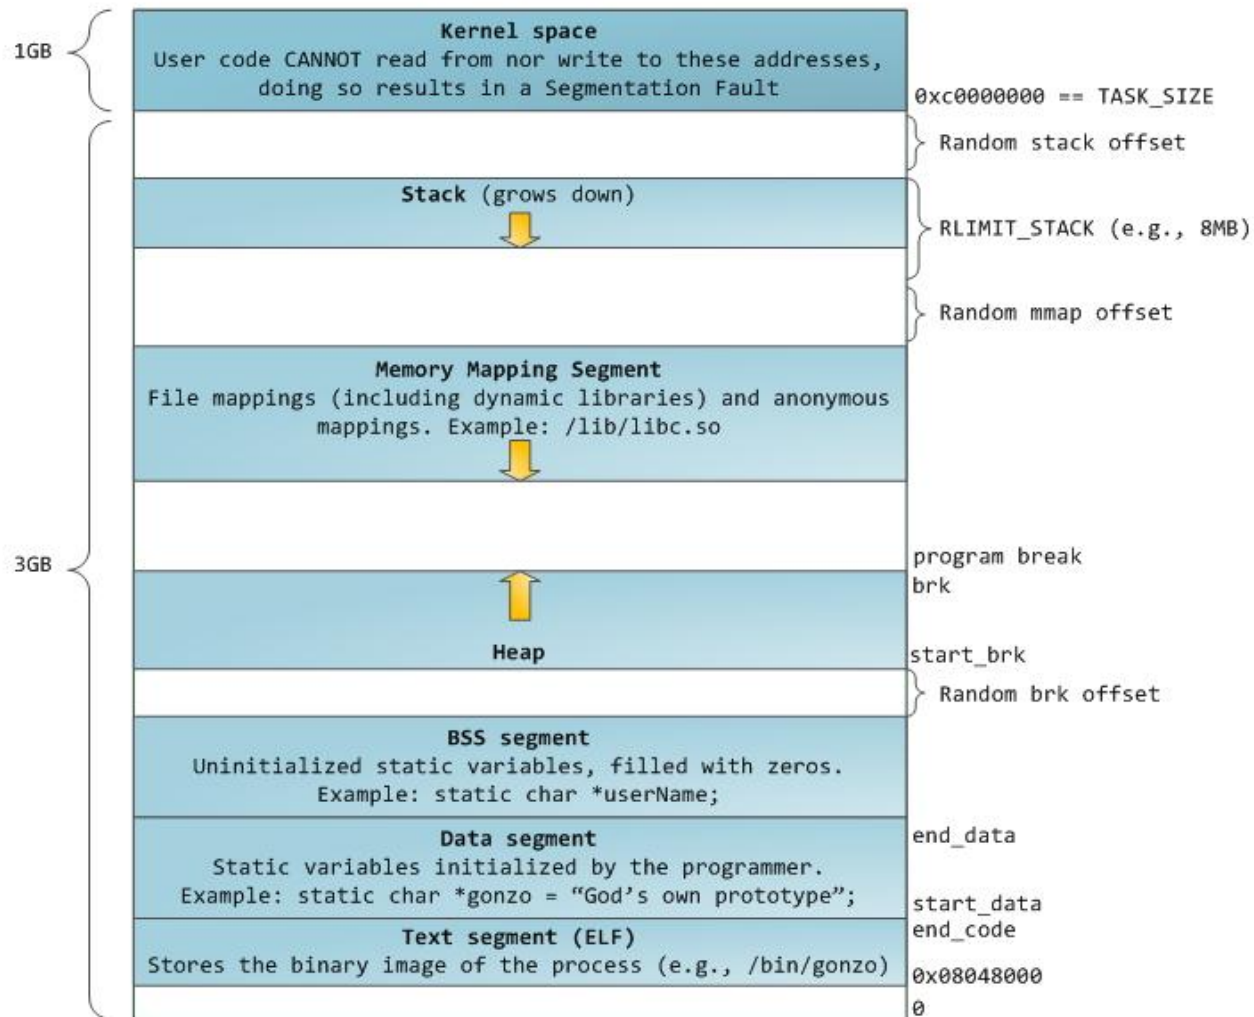 Kernel space
1GB
User code CANNOT read from nor write to these addresses,
doing so results in a Segmentation Fault
0xc0000000 == TASK_SIZE
Random stack offset
Stack (grows down)
RLIMIT_STACK (e.g., 8MB)
Random mmap offset
Memory Mapping Segment
File mappings (including dynamic libraries) and anonymous
mappings. Example: /lib/libc.so
3GB
program break
brk
Heap
start_brk
Random brk offset
BSS segment
Uninitialized static variables, filled with zeros.
Example: static char *userName;
Data segment
end_data
Static variables initialized by the programmer.
Example: static char *gonzo = “God’s own prototype”;
start_data
end_code
Text segment (ELF)
Stores the binary image of the process (e.g., /bin/gonzo)
0x08048000
0